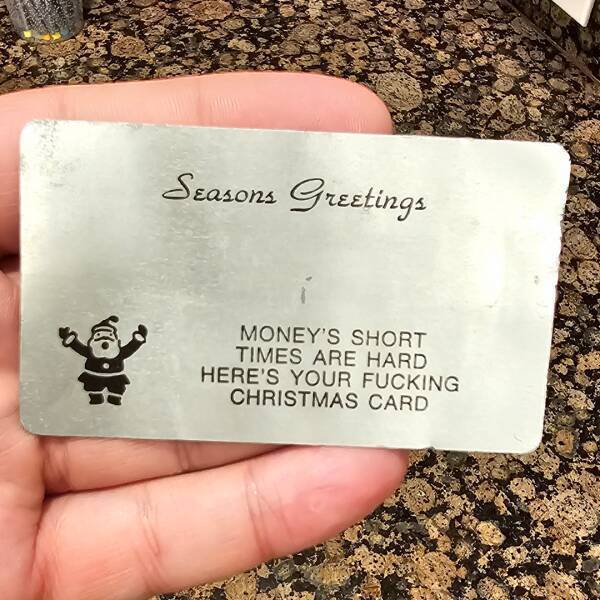 Seasons Greetings
MONEY'S SHORT
TIMES ARE HARD
HERE'S YOUR FUCKING
CHRISTMAS CARD